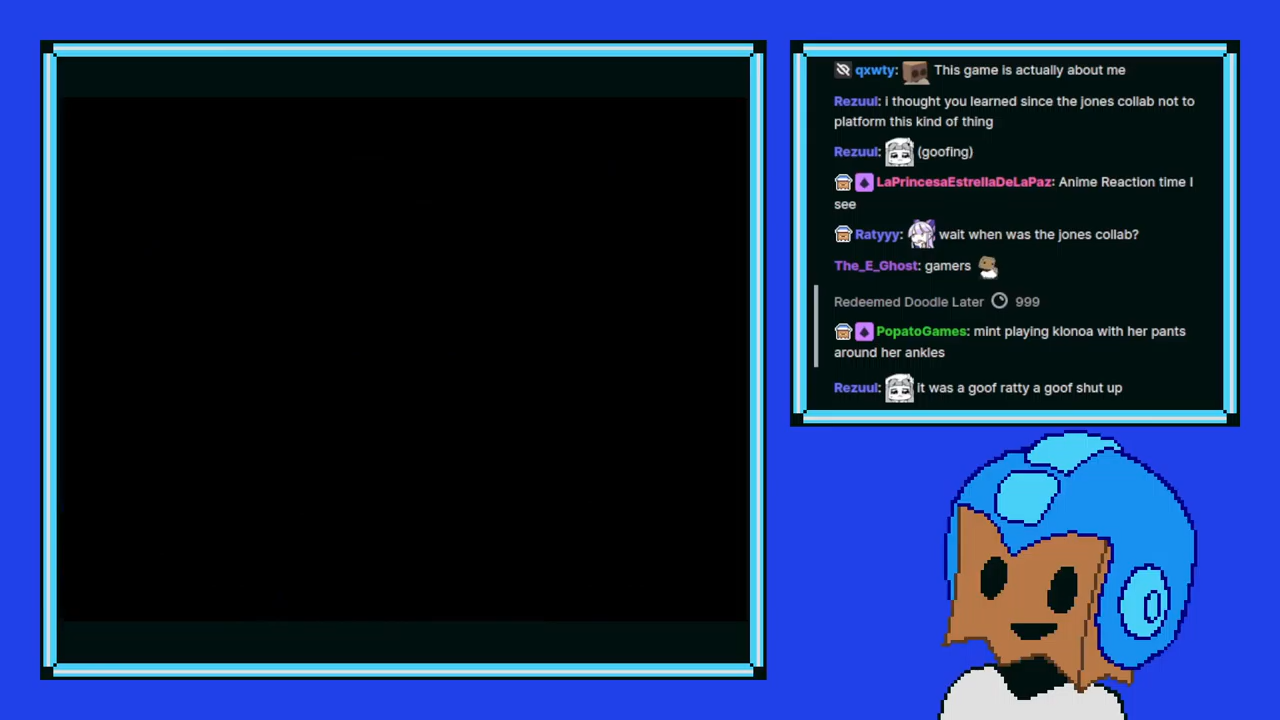 qxwty: This game is actually about me
Rezuul: i thought you learned since the jones collab not to
platform this kind of thing
Rezuul: (goofing)
LaPrincesaEstrellaDeLaPaz: Anime Reaction time I
see
Ratyyy: wait when was the jones collab?
The_E_Ghost: gamers
Redeemed Doodle Later 999
PopatoGames: mint playing klonoa with her pants
around her ankles
Rezuul: it was a goof ratty a goof shut up